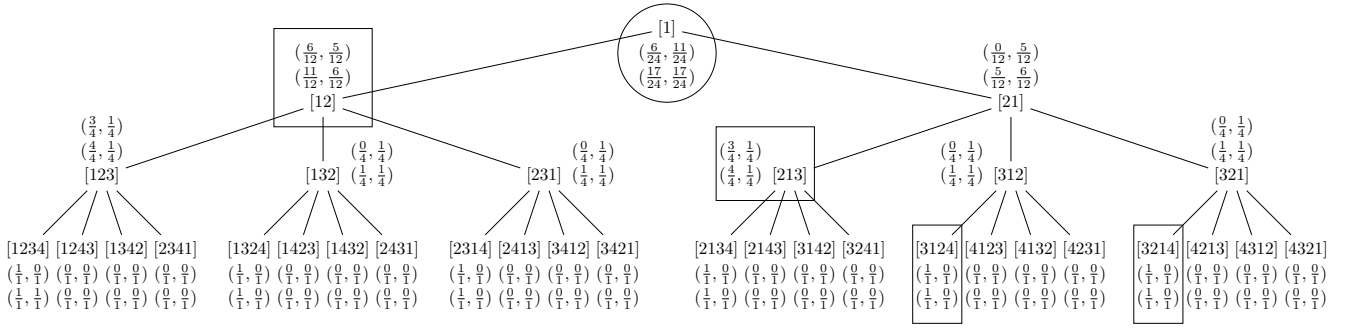 [1]
(6/24, 11/24)
(17/24, 17/24)
(6/12, 5/12)
(11/12, 6/12)
[12]
(0/12, 5/12)
(5/12, 6/12)
[21]
(3/4, 1/4)
(4/4, 1/4)
[123]
(0/4, 1/4)
[132] (1/4, 1/4)
(0/4, 1/4)
[231] (1/4, 1/4)
(3/4, 1/4)
(4/4, 1/4) [213]
(0/4, 1/4)
(1/4, 1/4) [312]
(0/4, 1/4)
(1/4, 1/4)
[321]
[1234] [1243] [1342] [2341] [1324] [1423] [1432] [2431] [2314] [2413] [3412] [3421] [2134] [2143] [3142] [3241] [3124] [4123] [4132] [4231] [3214] [4213] [4312] [4321]
(1/1, 0/1) (0/1, 0/1) (0/1, 0/1) (0/1, 0/1) (1/1, 0/1) (0/1, 0/1) (0/1, 0/1) (0/1, 0/1) (1/1, 0/1) (0/1, 0/1) (0/1, 0/1) (0/1, 0/1) (1/1, 0/1) (0/1, 0/1) (0/1, 0/1) (0/1, 0/1) (1/1, 0/1) (0/1, 0/1) (0/1, 0/1) (0/1, 0/1) (1/1, 0/1) (0/1, 0/1) (0/1, 0/1) (0/1, 0/1)
(1/1, 1/1) (0/1, 0/1) (0/1, 0/1) (0/1, 0/1) (1/1, 0/1) (0/1, 0/1) (0/1, 0/1) (0/1, 0/1) (1/1, 0/1) (0/1, 0/1) (0/1, 0/1) (0/1, 0/1) (1/1, 0/1) (0/1, 0/1) (0/1, 0/1) (0/1, 0/1) (1/1, 0/1) (0/1, 0/1) (0/1, 0/1) (0/1, 0/1) (1/1, 0/1) (0/1, 0/1) (0/1, 0/1) (0/1, 0/1)